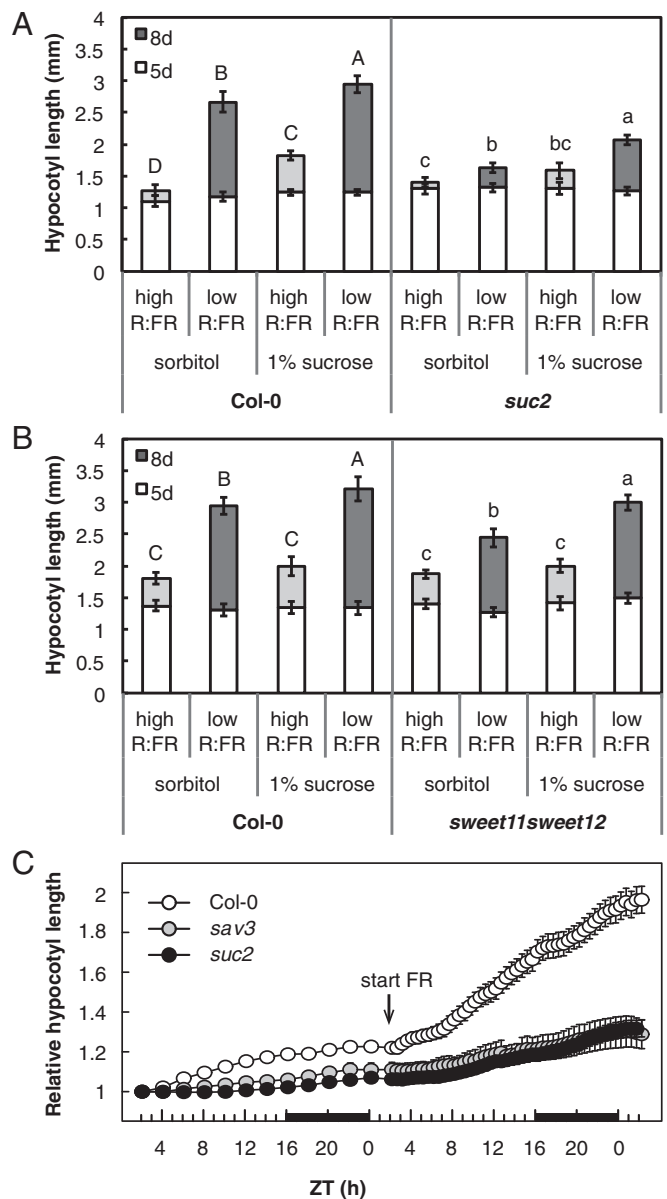 A
Hypocotyl length (mm)
4
3.5
3
2.5
2
1.5
1
0.5
0
8d
5d
D
B
C
A
c
b
bc
a
high R:FR
low R:FR
high R:FR
low R:FR
high R:FR
low R:FR
high R:FR
low R:FR
sorbitol
1% sucrose
sorbitol
1% sucrose
Col-0
suc2
B
Hypocotyl length (mm)
4
3.5
3
2.5
2
1.5
1
0.5
0
8d
5d
C
B
C
A
c
b
c
a
high R:FR
low R:FR
high R:FR
low R:FR
high R:FR
low R:FR
high R:FR
low R:FR
sorbitol
1% sucrose
sorbitol
1% sucrose
Col-0
sweet11sweet12
C
Relative hypocotyl length
2
1.8
1.6
1.4
1.2
1
Col-0
sav3
suc2
start FR
4 8 12 16 20 0 4 8 12 16 20 0
ZT (h)